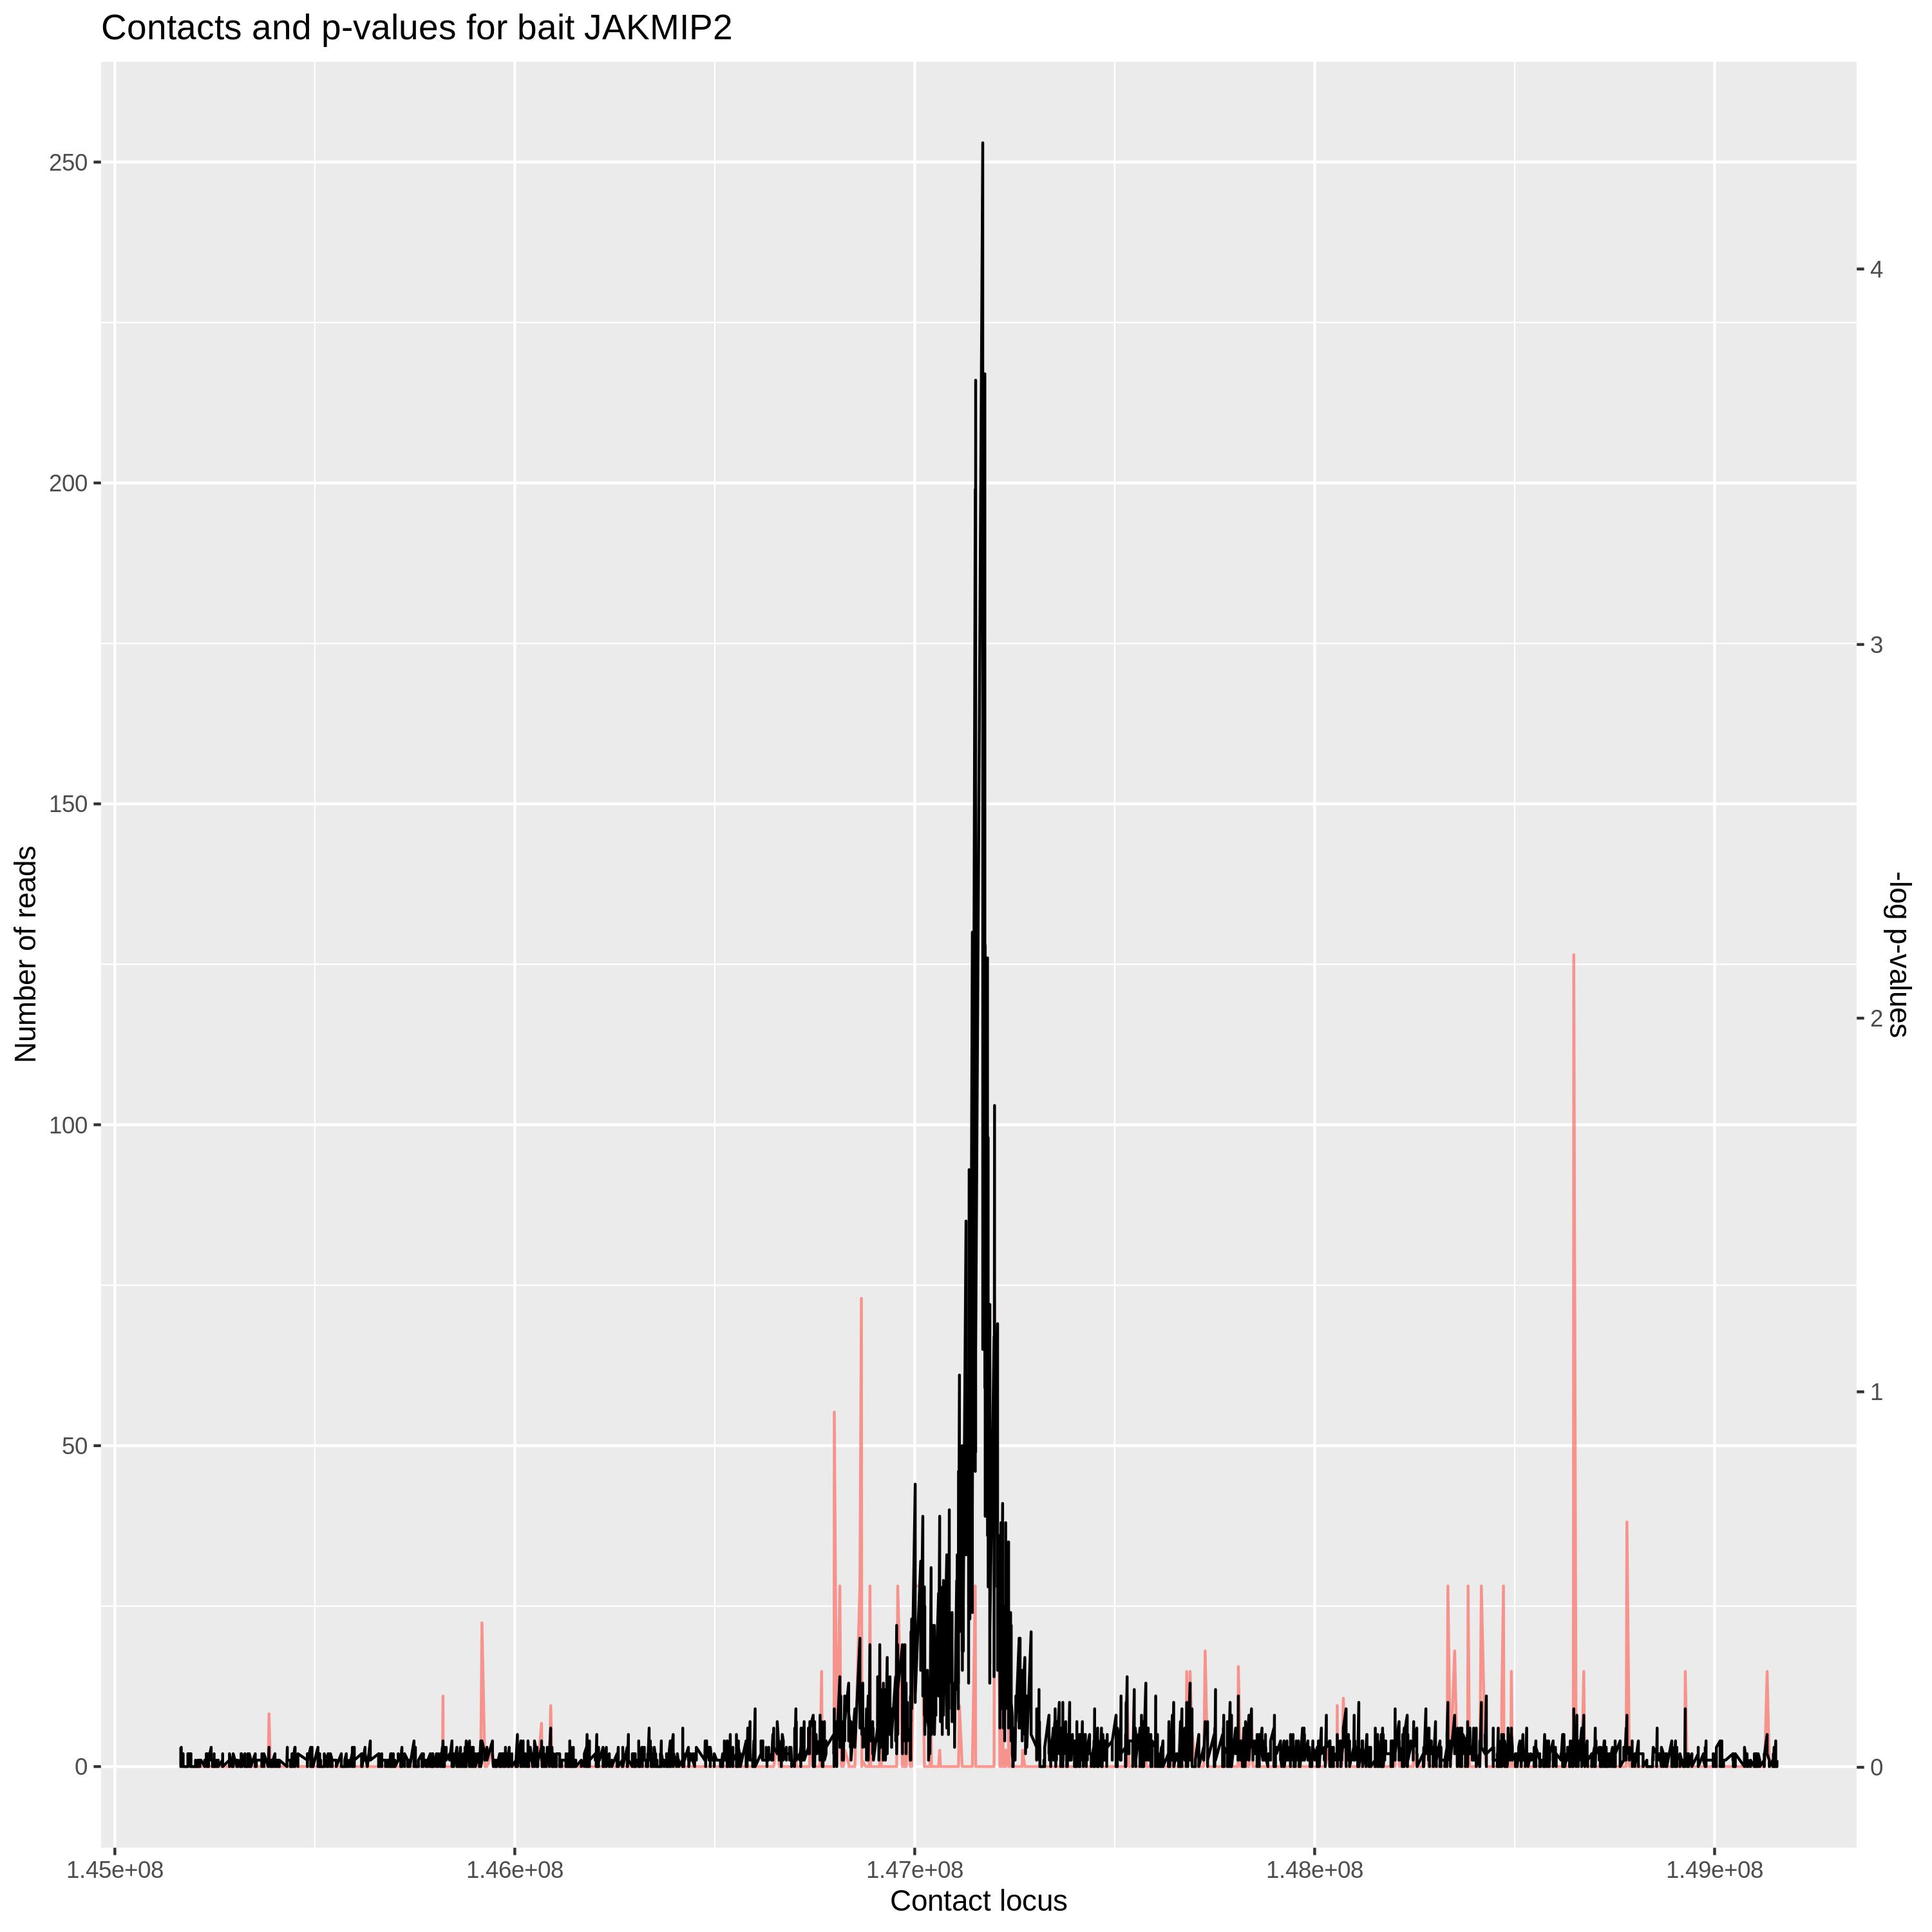 Contacts and p-values for bait JAKMIP2
250
200
150
100
50
0
Number of reads
4
3
2
1
0
-log p-values
1.45e+08
1.46e+08
1.47e+08
1.48e+08
1.49e+08
Contact locus